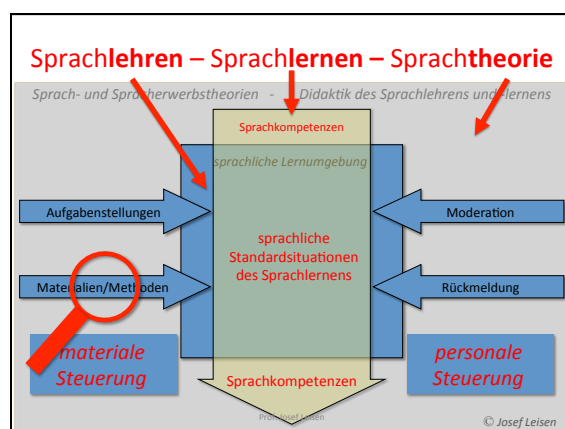 Sprachlehren – Sprachlernen – Sprachtheorie
Sprach- und Spracherwerbstheorien - Didaktik des Sprachlehrens und -lernens
Sprachkompetenzen
sprachliche Lernumgebung
Aufgabenstellungen
Moderation
sprachliche
Standardsituationen
des Sprachlernens
Materialien/Methoden
Rückmeldung
materiale
Steuerung
personale
Steuerung
Sprachkompetenzen
Prof. Josef Leisen
© Josef Leisen